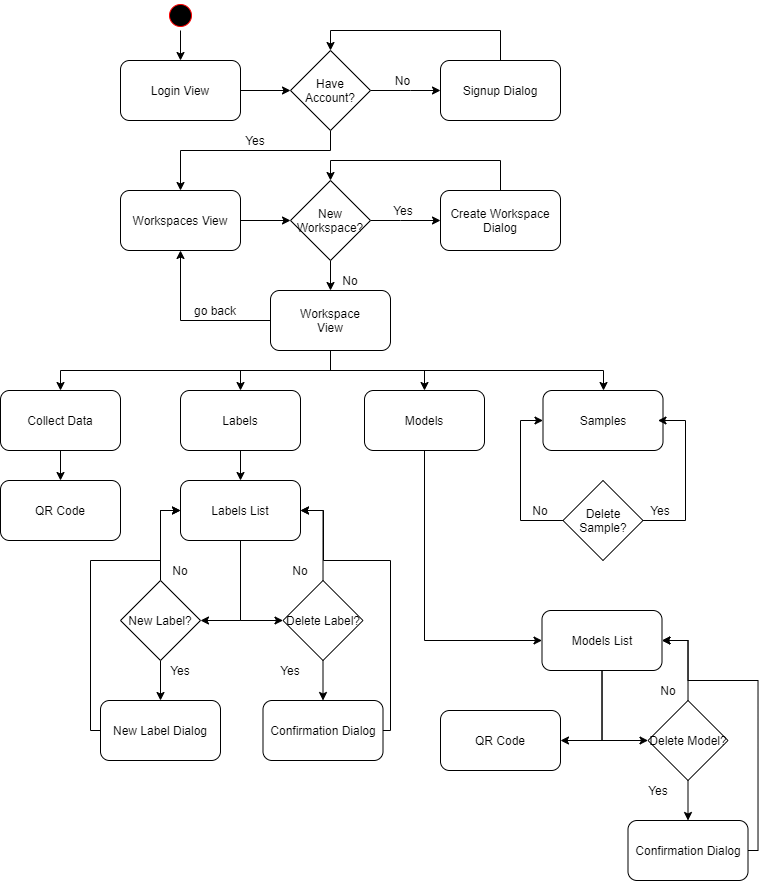 Login View
Have
Account?
No
Signup Dialog
Yes
Workspaces View
New
Workspace?
Yes
Create Workspace
Dialog
No
go back
Workspace
View
Collect Data
Labels
Models
Samples
QR Code
Labels List
No
Delete
Sample?
Yes
No
No
New Label?
Delete Label?
Yes
Yes
New Label Dialog
Confirmation Dialog
Models List
No
QR Code
Delete Model?
Yes
Confirmation Dialog